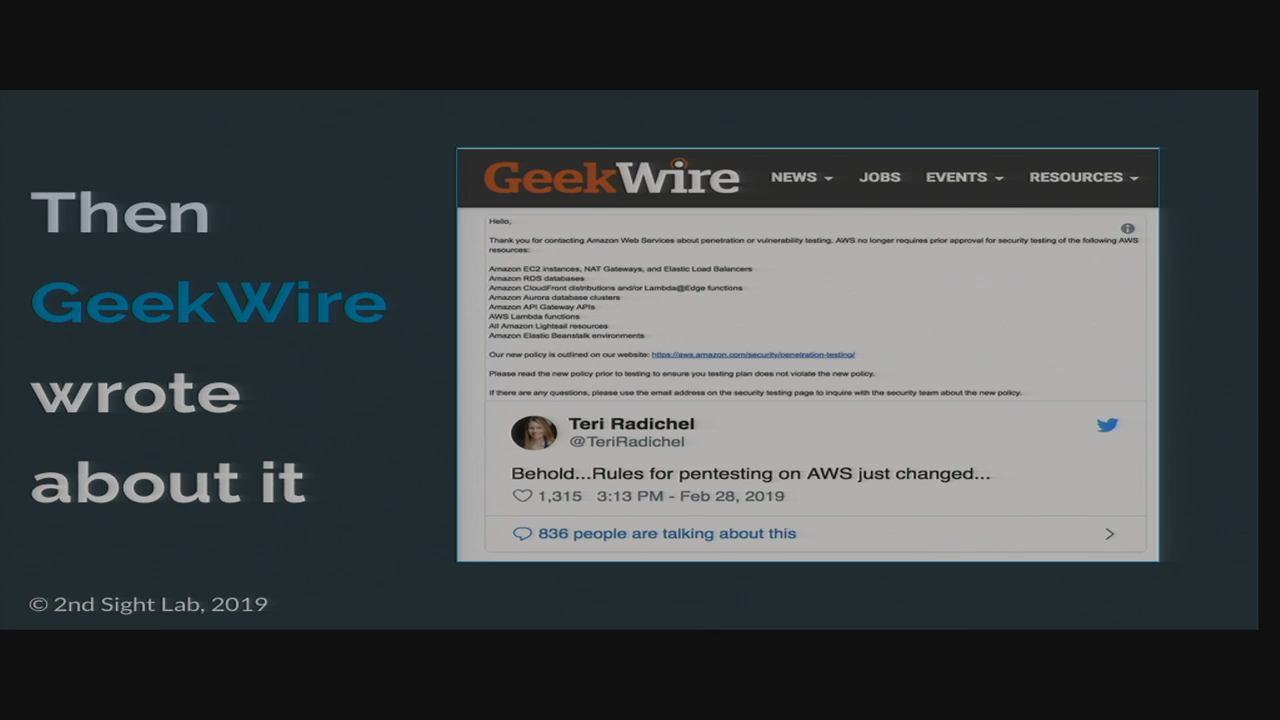 Then
GeekWire
wrote
about it
© 2nd Sight Lab, 2019
GeekWire
NEWS JOBS EVENTS RESOURCES
Hello,
Thank you for contacting Amazon Web Services about penetration or vulnerability testing. AWS no longer requires prior approval for security testing of the following AWS
resources:
Amazon EC2 instances, NAT Gateways, and Elastic Load Balancers
Amazon RDS databases
Amazon CloudFront distributions and/or Lambda@Edge functions
Amazon Aurora database clusters
Amazon API Gateway APIs
AWS Lambda functions
All Amazon Lightsail resources
Amazon Elastic Beanstalk environments
Our new policy is outlined on our website: https://aws.amazon.com/security/penetration-testing/
Please read the new policy prior to testing to ensure you testing plan does not violate the new policy.
If there are any questions, please use the email address on the security testing page to inquire with the security team about the new policy.
Teri Radichel
@TeriRadichel
Behold...Rules for pentesting on AWS just changed...
1,315 3:13 PM - Feb 28, 2019
836 people are talking about this